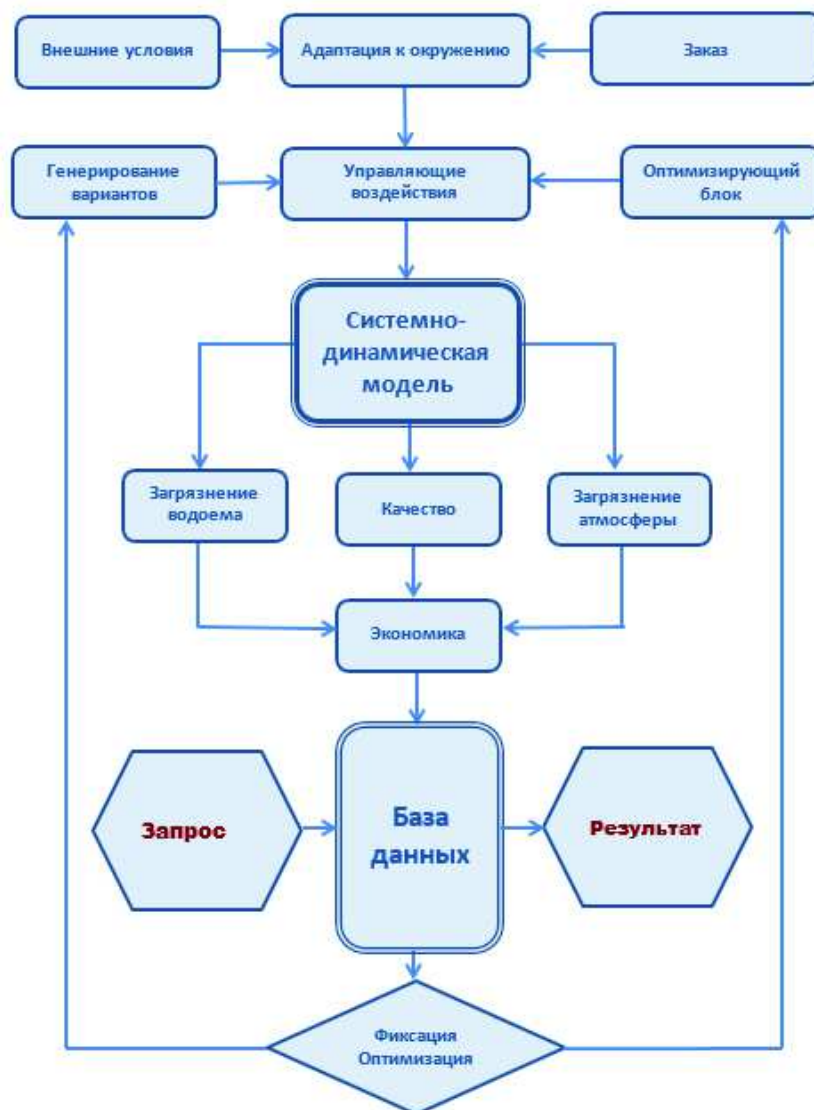 Внешние условия
Адаптация к окружению
Заказ
Генерирование
вариантов
Управляющие
воздействия
Оптимизирующий
блок
Системно-
динамическая
модель
Загрязнение
водоема
Качество
Загрязнение
атмосферы
Экономика
Запрос
База
данных
Результат
Фиксация
Оптимизация